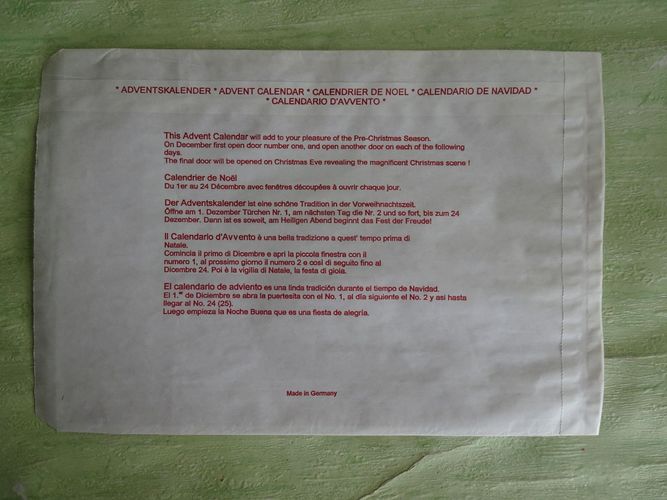 * ADVENTSKALENDER * ADVENT CALENDAR * CALENDRIER DE NOEL * CALENDARIO DE NAVIDAD *
* CALENDARIO D'AVVENTO *
This Advent Calendar will add to your pleasure of the Pre-Christmas Season.
On December first open door number one, and open another door on each of the following
days.
The final door will be opened on Christmas Eve revealing the magnificent Christmas scene !
Calendrier de Noël
Du 1er au 24 Décembre avec fenêtres découpées à ouvrir chaque jour.
Der Adventskalender ist eine schöne Tradition in der Vorweihnachtszeit.
Öffne am 1. Dezember Türchen Nr. 1, am nächsten Tag die Nr. 2 und so fort, bis zum 24
Dezember. Dann ist es soweit, am Heiligen Abend beginnt das Fest der Freude!
Il Calendario d'Avvento è una bella tradizione a quest' tempo prima di
Natale.
Comincia il primo di Dicembre e apri la piccola finestra con il
numero 1, al prossimo giorno il numero 2 e così di seguito fino al
Dicembre 24. Poi è la vigilia di Natale, la festa di gioia.
El calendario de adviento es una linda tradición durante el tiempo de Navidad.
El 1.er de Diciembre se abra la puertesita con el No. 1, al día siguiente el No. 2 y asi hasta
llegar al No. 24 (25).
Luego empieza la Noche Buena que es una fiesta de alegría.
Made in Germany